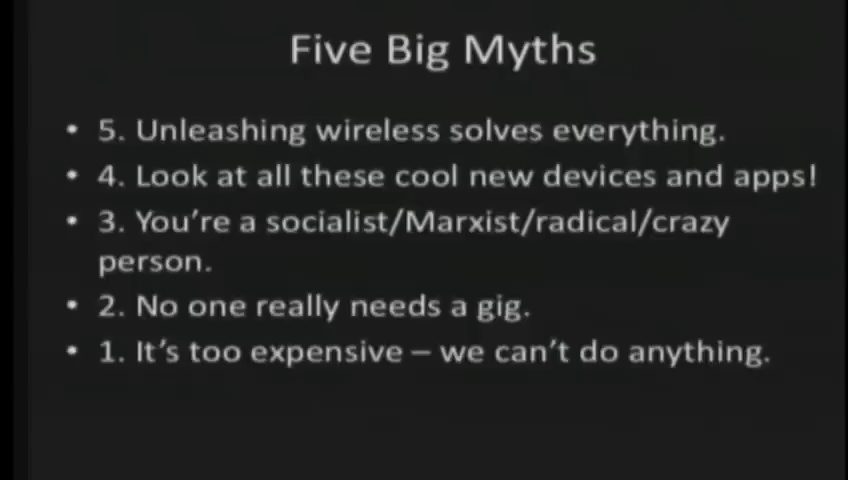 Five Big Myths
• 5. Unleashing wireless solves everything.
• 4. Look at all these cool new devices and apps!
• 3. You're a socialist/Marxist/radical/crazy
person.
• 2. No one really needs a gig.
• 1. It's too expensive – we can't do anything.